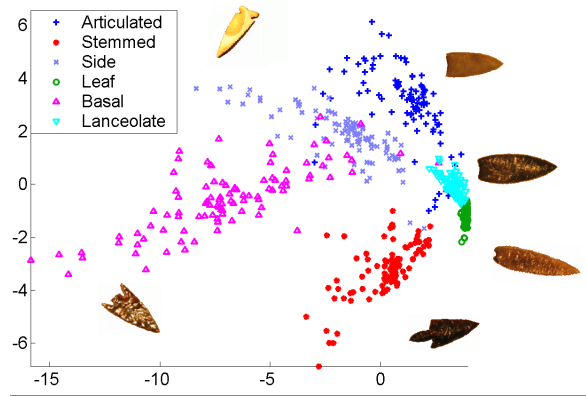 Articulated
Stemmed
Side
Leaf
Basal
Lanceolate
6
4
2
0
-2
-4
-6
-15
-10
-5
0